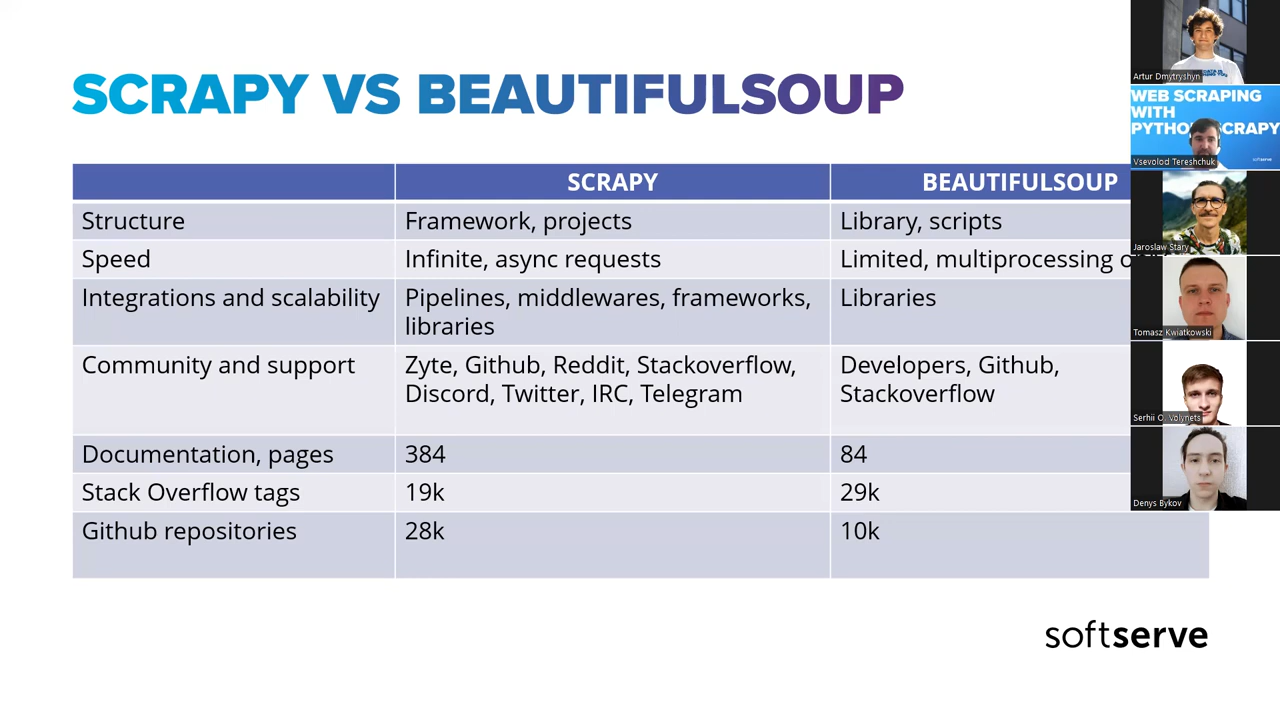 SCRAPY VS BEAUTIFULSOUP
SCRAPY BEAUTIFULSOUP
Structure Framework, projects Library, scripts
Speed Infinite, async requests Limited, multiprocessing
Integrations and scalability Pipelines, middlewares, frameworks, Libraries
libraries
Community and support Zyte, Github, Reddit, Stackoverflow, Developers, Github,
Discord, Twitter, IRC, Telegram Stackoverflow
Documentation, pages 384 84
Stack Overflow tags 19k 29k
Github repositories 28k 10k
softserve
Artur Dmytryshyn
WEB SCRAPING
WITH
softserve
Vsevolod Tereshchuk
Jaroslaw Stary
Tomasz Kwiatkowski
Serhii O. Volynets
Denys Bykov